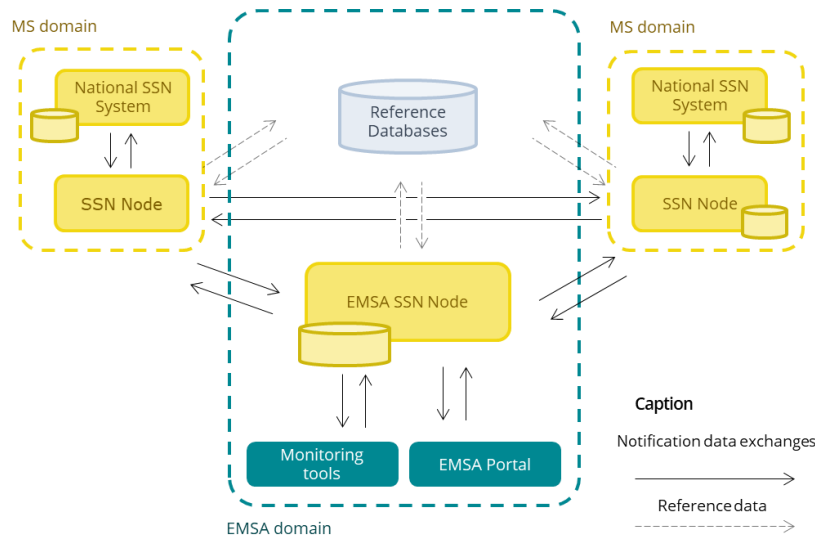 MS domain
National SSN
System
SSN Node
Reference
Databases
MS domain
National SSN
System
SSN Node
EMSA SSN Node
Monitoring
tools
EMSA Portal
EMSA domain
Caption
Notification data exchanges
Reference data